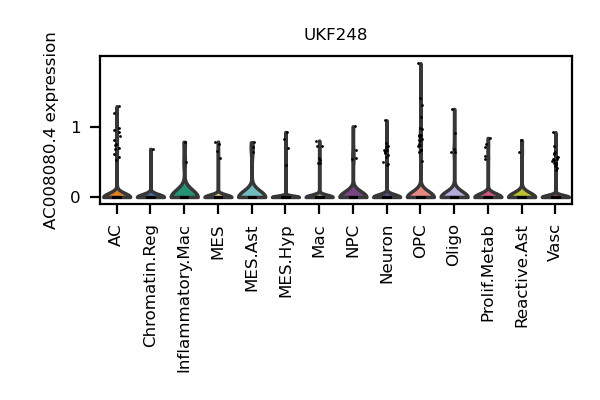 UKF248
AC008080.4 expression
1
0
AC
Chromatin.Reg
Inflammatory.Mac
MES
MES.Ast
MES.Hyp
Mac
NPC
Neuron
OPC
Oligo
Prolif.Metab
Reactive.Ast
Vasc